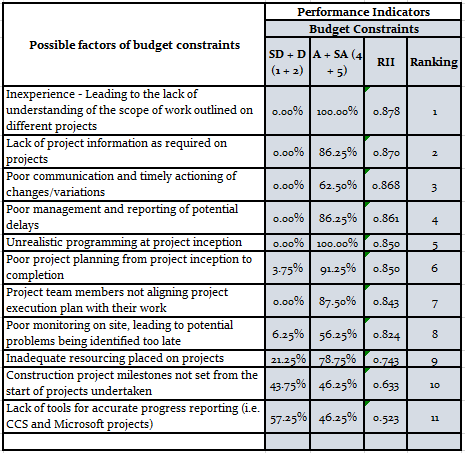 Possible factors of budget constraints
Performance Indicators
Budget Constraints
SD + D (1 + 2)
A + SA (4 + 5)
RII
Ranking
Inexperience - Leading to the lack of
understanding of the scope of work outlined on
different projects
0.00% 100.00% 0.878 1
Lack of project information as required on
projects
0.00% 86.25% 0.870 2
Poor communication and timely actioning of
changes/variations
0.00% 62.50% 0.868 3
Poor management and reporting of potential
delays
0.00% 86.25% 0.861 4
Unrealistic programming at project inception 0.00% 100.00% 0.850 5
Poor project planning from project inception to
completion
3.75% 91.25% 0.850 6
Project team members not aligning project
execution plan with their work
0.00% 87.50% 0.843 7
Poor monitoring on site, leading to potential
problems being identified too late
6.25% 56.25% 0.824 8
Inadequate resourcing placed on projects 21.25% 78.75% 0.743 9
Construction project milestones not set from the
start of projects undertaken
43.75% 46.25% 0.633 10
Lack of tools for accurate progress reporting (i.e.
CCS and Microsoft projects)
57.25% 46.25% 0.523 11